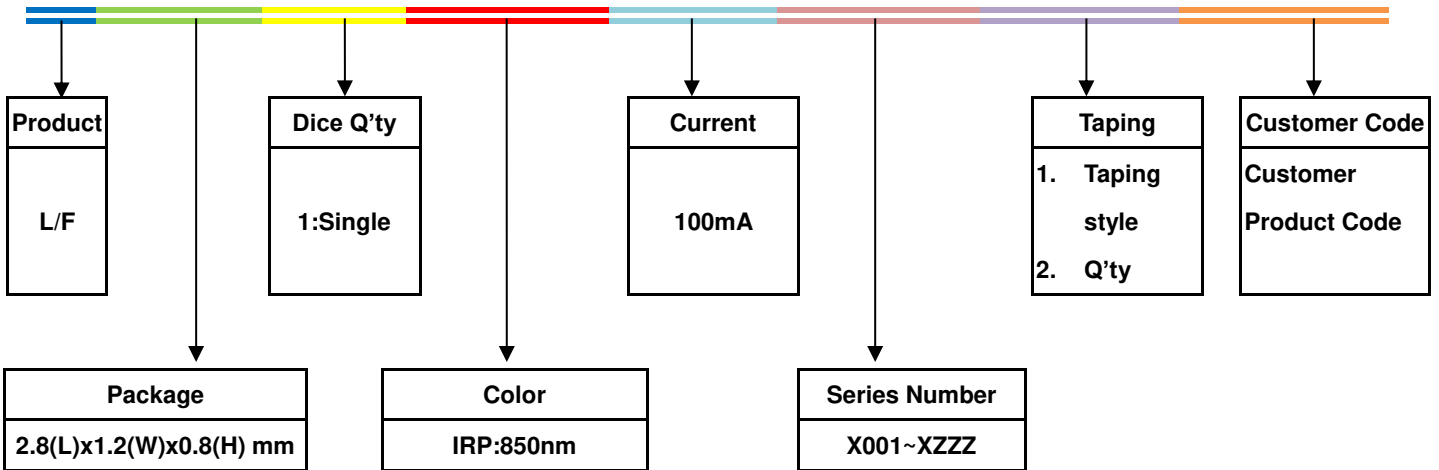 Product
L/F
Dice Q’ty
1:Single
Current
100mA
Taping
1. Taping
style
2. Q’ty
Customer Code
Customer
Product Code
Package
2.8(L)x1.2(W)x0.8(H) mm
Color
IRP:850nm
Series Number
X001~XZZZ